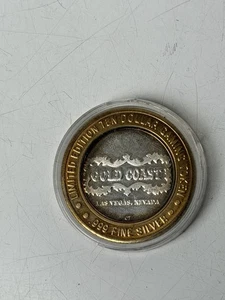 LIMITED EDITION TEN DOLLAR GAMING TOKEN
GOLD COAST
LAS VEGAS, NEVADA
.999 FINE SILVER